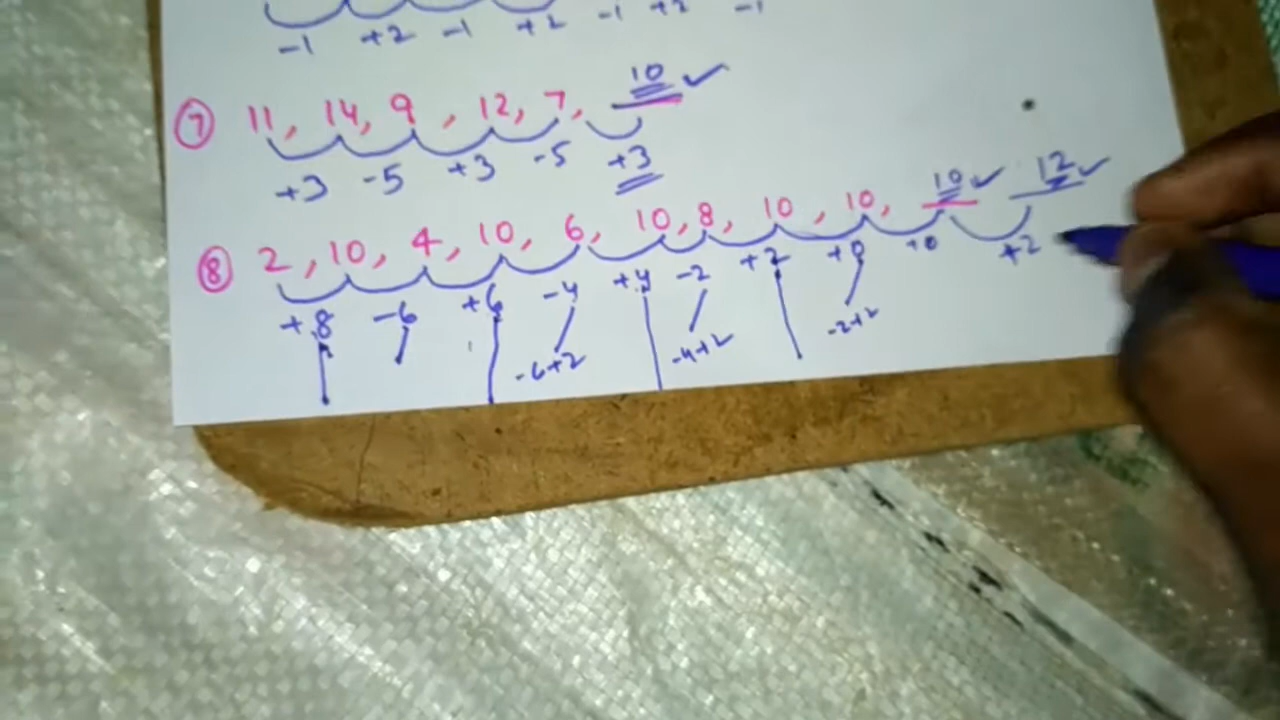 -1 +2 -1 +2 -1 +2 -1
⑦ 11, 14, 9, 12, 7, 10 ✓
+3 -5 +3 -5 +3
⑧ 2, 10, 4, 10, 6, 10, 8, 10, 10, 10 ✓ 12 ✓
+8 -6 +6 -4 +4 -2 +2 +0 +0 +2
-6+2 -4+2 -2+2